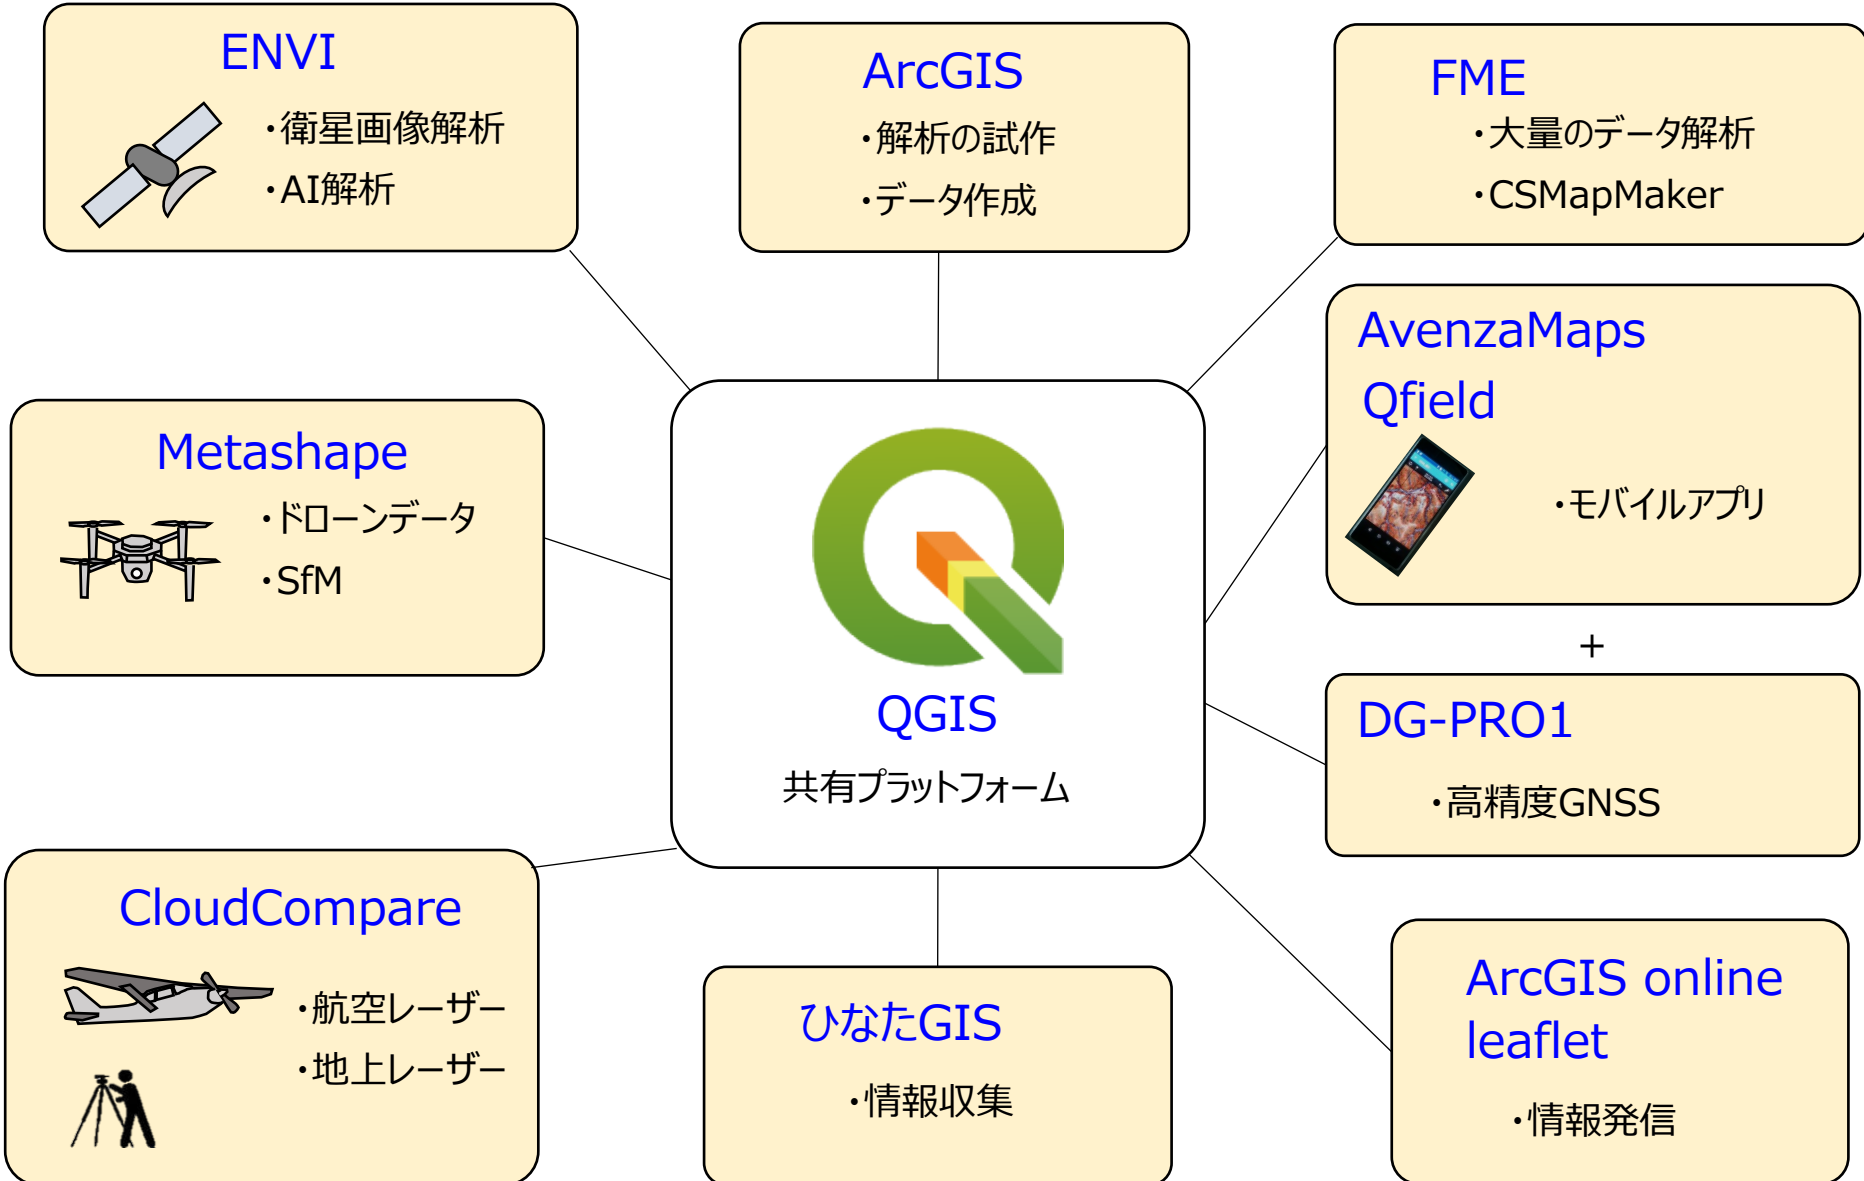 ENVI
・衛星画像解析
・AI解析
ArcGIS
・解析の試作
・データ作成
FME
・大量のデータ解析
・CSMapMaker
AvenzaMaps
Qfield
・モバイルアプリ
+
DG-PRO1
・高精度GNSS
Metashape
・ドローンデータ
・SfM
QGIS
共有プラットフォーム
CloudCompare
・航空レーザー
・地上レーザー
ひなたGIS
・情報収集
ArcGIS online
leaflet
・情報発信